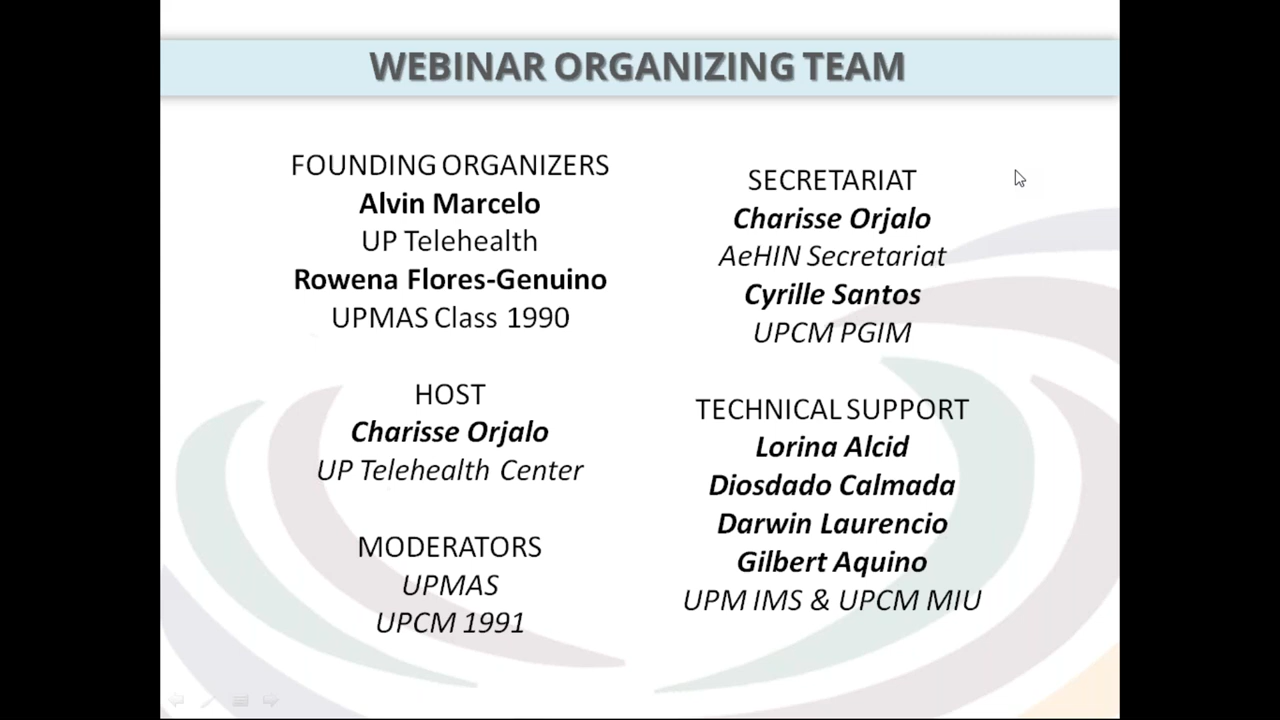 WEBINAR ORGANIZING TEAM
FOUNDING ORGANIZERS
Alvin Marcelo
UP Telehealth
Rowena Flores-Genuino
UPMAS Class 1990
HOST
Charisse Orjalo
UP Telehealth Center
MODERATORS
UPMAS
UPCM 1991
SECRETARIAT
Charisse Orjalo
AeHIN Secretariat
Cyrille Santos
UPCM PGIM
TECHNICAL SUPPORT
Lorina Alcid
Diosdado Calmada
Darwin Laurencio
Gilbert Aquino
UPM IMS & UPCM MIU